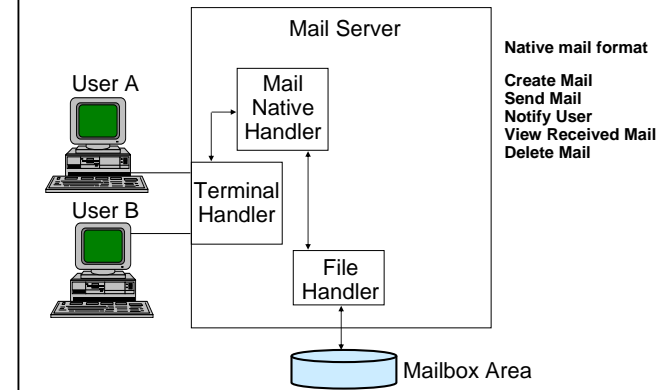 Mail Server
Native mail format
Create Mail
Send Mail
Notify User
View Received Mail
Delete Mail
User A
Mail
Native
Handler
Terminal
Handler
User B
File
Handler
Mailbox Area